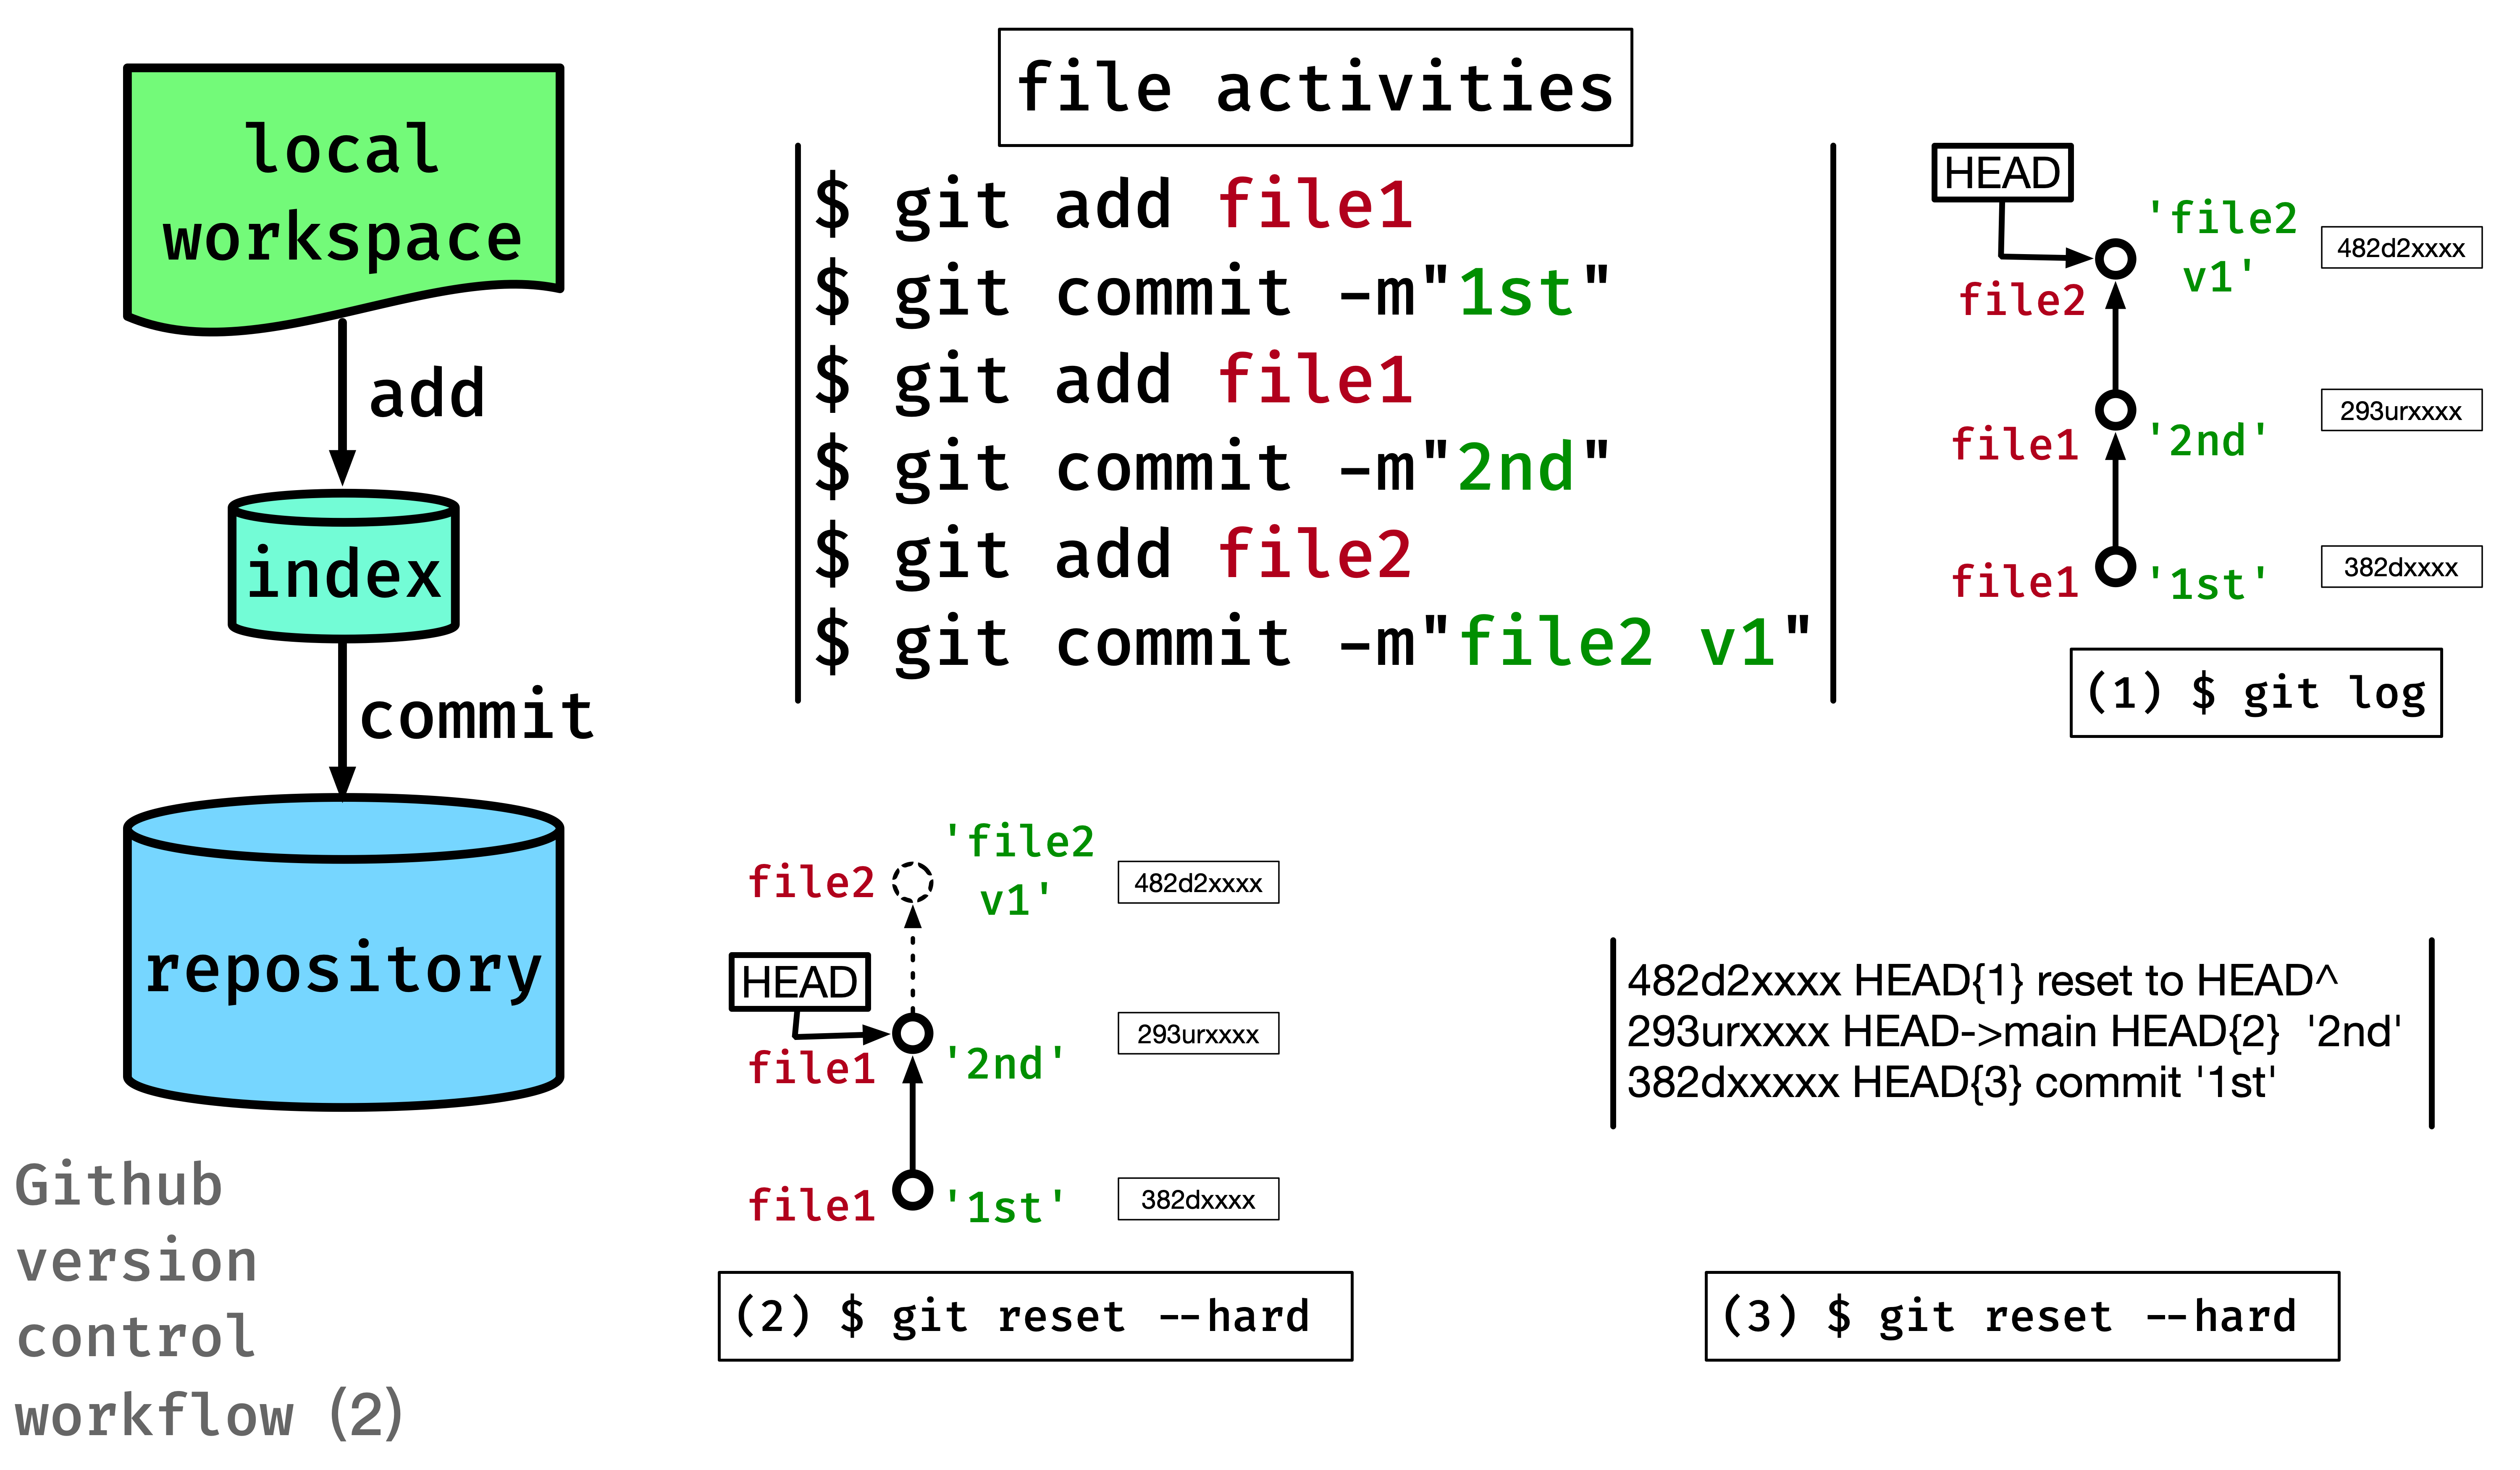 local
workspace
add
index
commit
repository
Github
version
control
workflow (2)
file activities
$ git add file1
$ git commit -m"1st"
$ git add file1
$ git commit -m"2nd"
$ git add file2
$ git commit -m"file2 v1"
HEAD
'file2
v1'
482d2xxxx
file2
293urxxxx
file1 '2nd'
382dxxxx
file1 '1st'
(1) $ git log
'file2
v1'
file2
482d2xxxx
HEAD
293urxxxx
file1 '2nd'
382dxxxx
file1 '1st'
(2) $ git reset --hard
482d2xxxx HEAD{1} reset to HEAD^
293urxxxx HEAD->main HEAD{2} '2nd'
382dxxxxx HEAD{3} commit '1st'
(3) $ git reset --hard